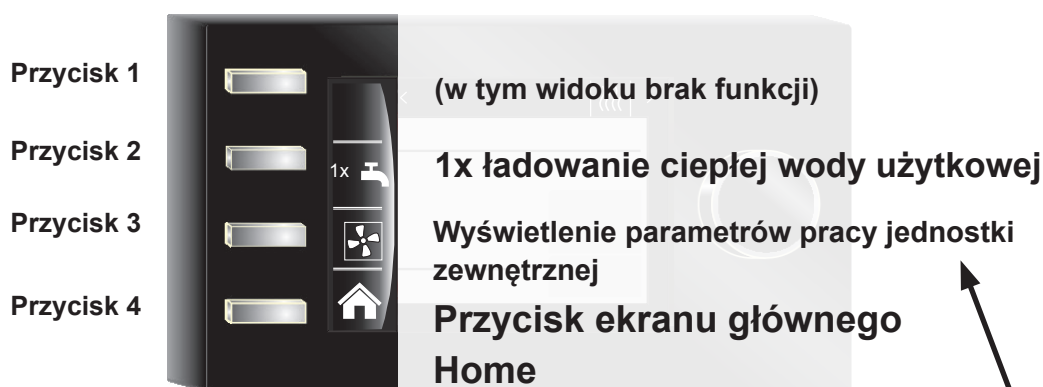 Przycisk 1
(w tym widoku brak funkcji)
Przycisk 2
1x
1x ładowanie ciepłej wody użytkowej
Przycisk 3
Wyświetlenie parametrów pracy jednostki
zewnętrznej
Przycisk 4
Przycisk ekranu głównego
Home